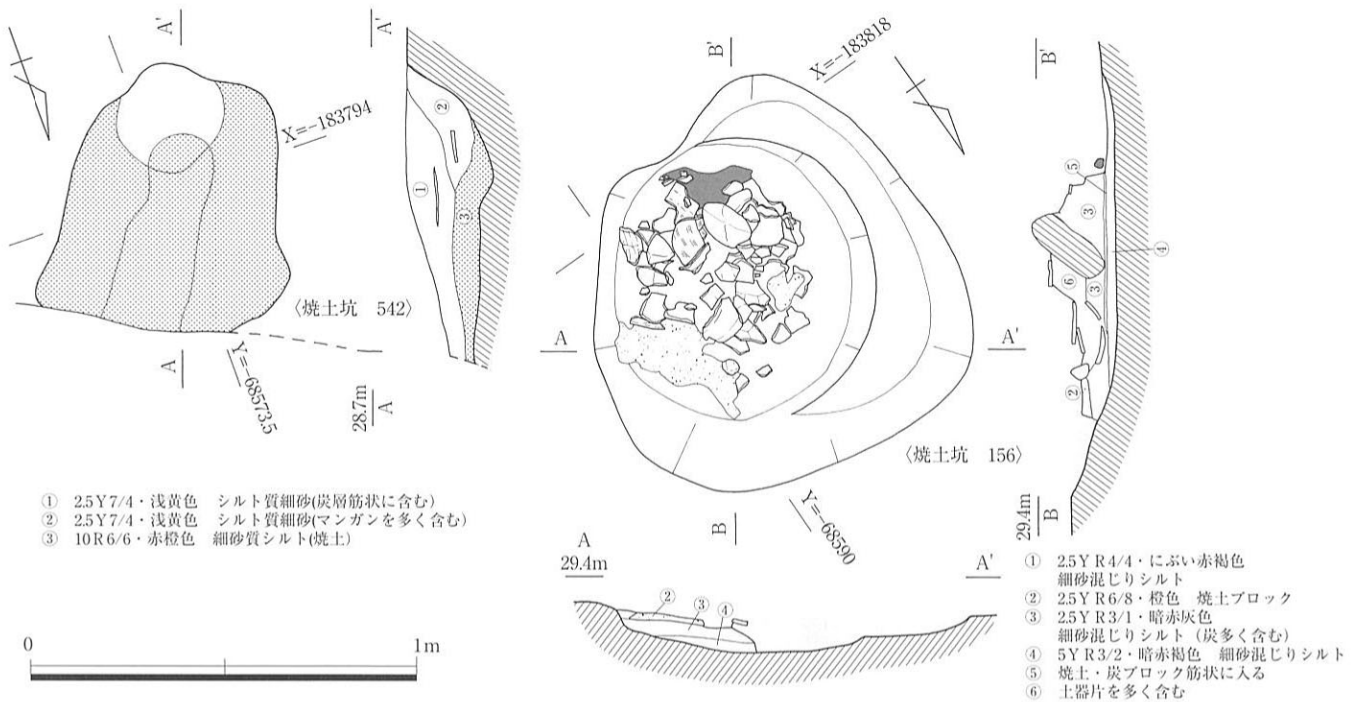 A'
A'
X=-183794
②
①
③
〈焼土坑 542〉
A
Y=-68573.5
28.7m
A
① 2.5Y7/4・浅黄色 シルト質細砂(炭層筋状に含む)
② 2.5Y7/4・浅黄色 シルト質細砂(マンガンを多く含む)
③ 10R6/6・赤橙色 細砂質シルト(焼土)
0
1m
B'
X=-183818
B'
②
⑤
③
④
⑥
③
②
A
A'
〈焼土坑 156〉
B
Y=-68590
29.4m
B
A
29.4m
A'
②
③
④
① 2.5YR4/4・にぶい赤褐色
細砂混じりシルト
② 2.5YR6/8・橙色 焼土ブロック
③ 2.5YR3/1・暗赤灰色
細砂混じりシルト(炭多く含む)
④ 5YR3/2・暗赤褐色 細砂混じりシルト
⑤ 焼土・炭ブロック筋状に入る
⑥ 土器片を多く含む